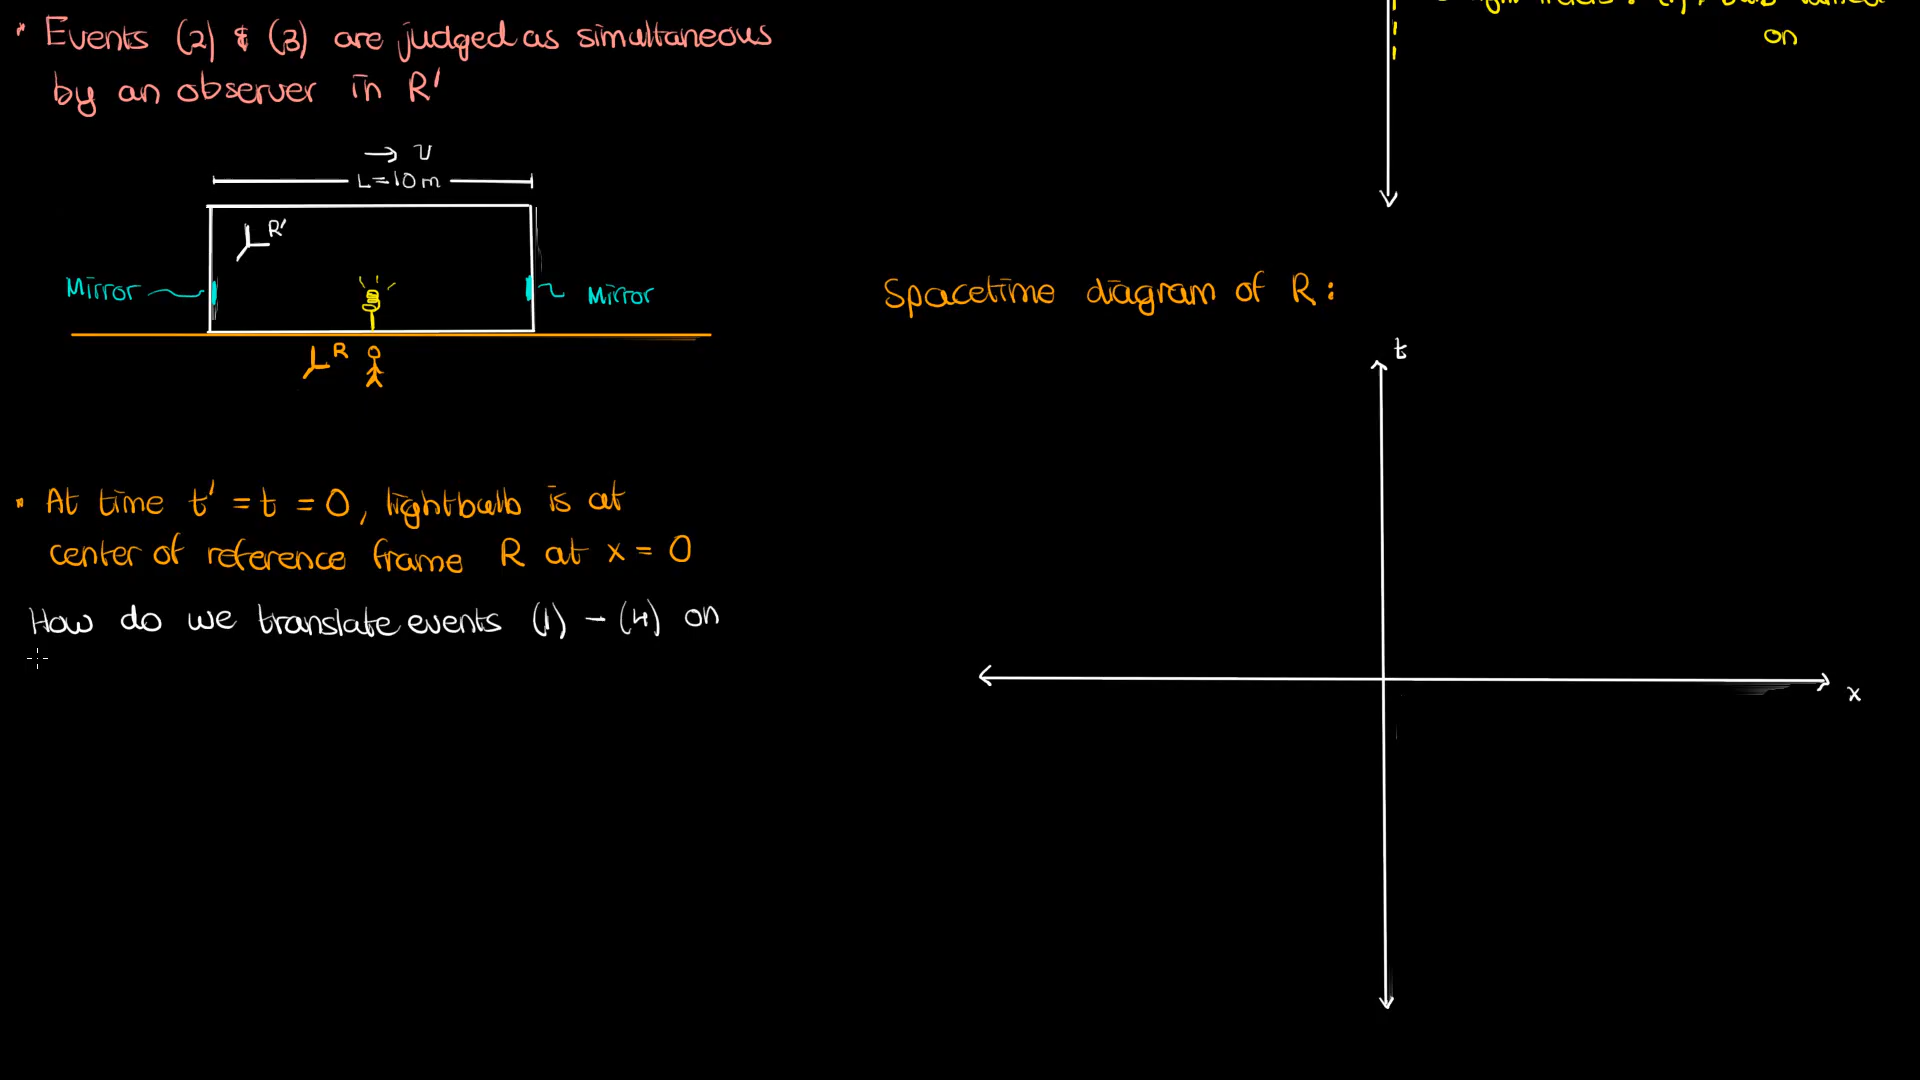 • Events (2) & (3) are judged as simultaneous
by an observer in R'
→ v
L=10m
R'
Mirror
Mirror
R
• At time t' = t = 0, lightbulb is at
center of reference frame R at x = 0
How do we translate events (1) – (4) on
on
Spacetime diagram of R:
t
x